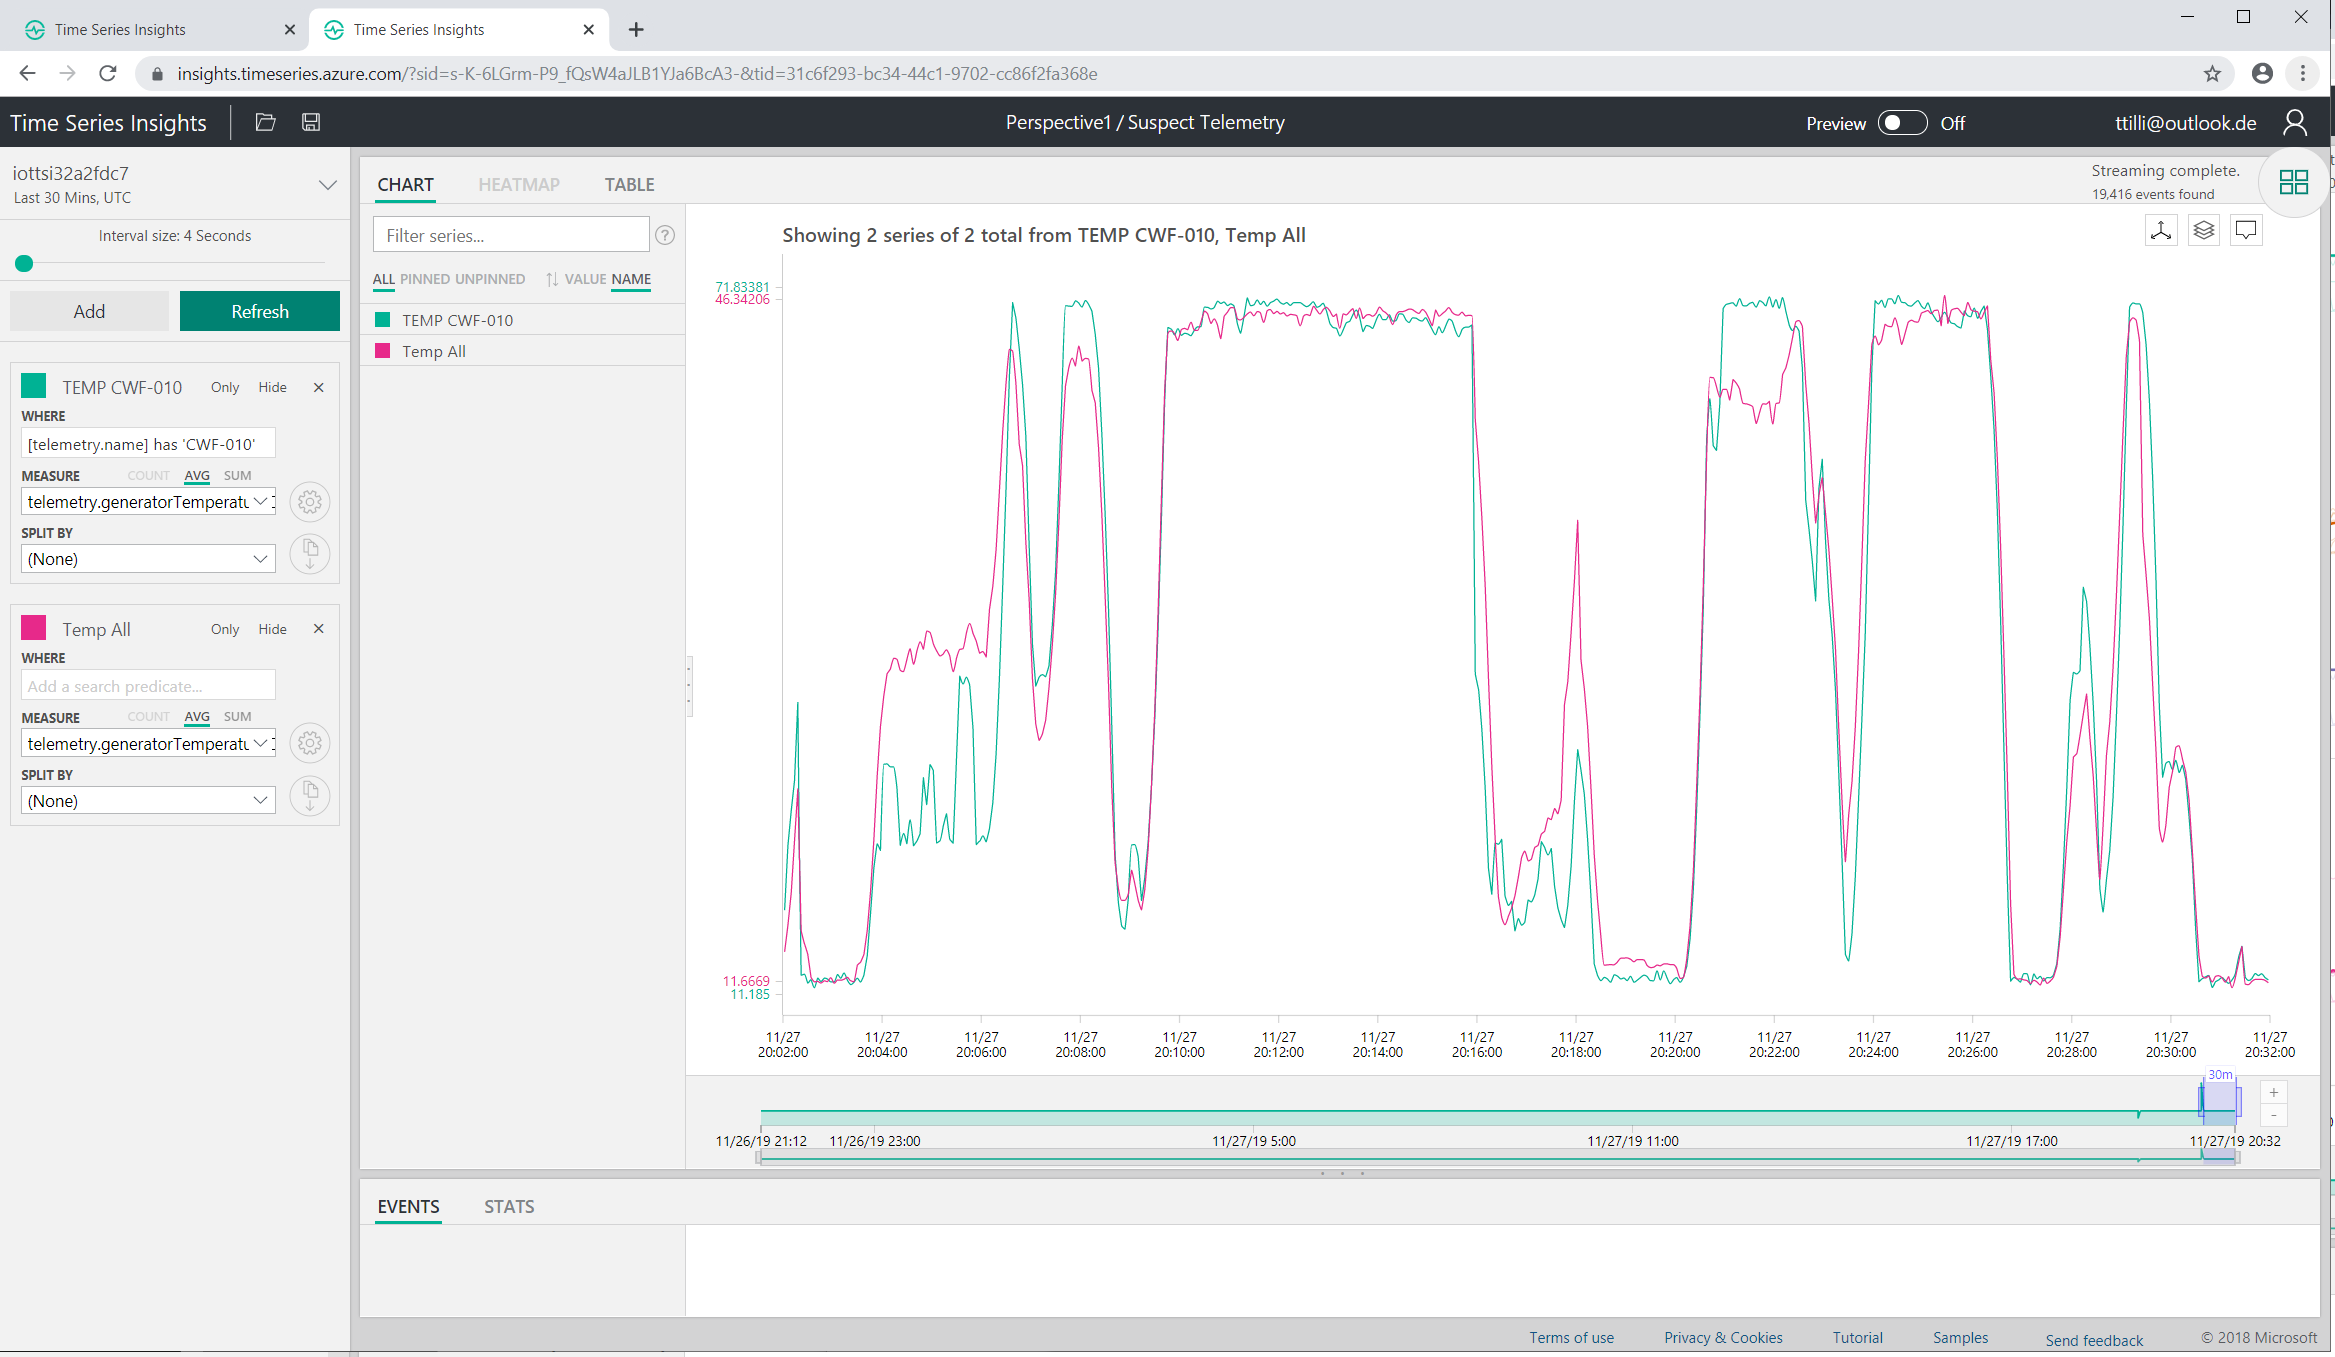 Time Series Insights
Time Series Insights
insights.timeseries.azure.com/?sid=s-K-6LGrm-P9_fQsW4aJLB1YJa6BcA3-&tid=31c6f293-bc34-44c1-9702-cc86f2fa368e
Time Series Insights
Perspective1 / Suspect Telemetry
Preview Off
ttilli@outlook.de
iottsi32a2fdc7
Last 30 Mins, UTC
Interval size: 4 Seconds
Add Refresh
TEMP CWF-010 Only Hide
WHERE
[telemetry.name] has 'CWF-010'
MEASURE COUNT AVG SUM
telemetry.generatorTemperatu
SPLIT BY
(None)
Temp All Only Hide
WHERE
Add a search predicate...
MEASURE COUNT AVG SUM
telemetry.generatorTemperatu
SPLIT BY
(None)
CHART HEATMAP TABLE
Streaming complete.
19,416 events found
Filter series... ?
ALL PINNED UNPINNED VALUE NAME
TEMP CWF-010
Temp All
Showing 2 series of 2 total from TEMP CWF-010, Temp All
71.83381
46.34206
11.6669
11.185
11/27 11/27 11/27 11/27 11/27 11/27 11/27 11/27 11/27 11/27 11/27 11/27 11/27 11/27 11/27 11/27
20:02:00 20:04:00 20:06:00 20:08:00 20:10:00 20:12:00 20:14:00 20:16:00 20:18:00 20:20:00 20:22:00 20:24:00 20:26:00 20:28:00 20:30:00 20:32:00
30m
+
-
11/26/19 21:12 11/26/19 23:00 11/27/19 5:00 11/27/19 11:00 11/27/19 17:00 11/27/19 20:32
EVENTS STATS
Terms of use Privacy & Cookies Tutorial Samples Send feedback © 2018 Microsoft